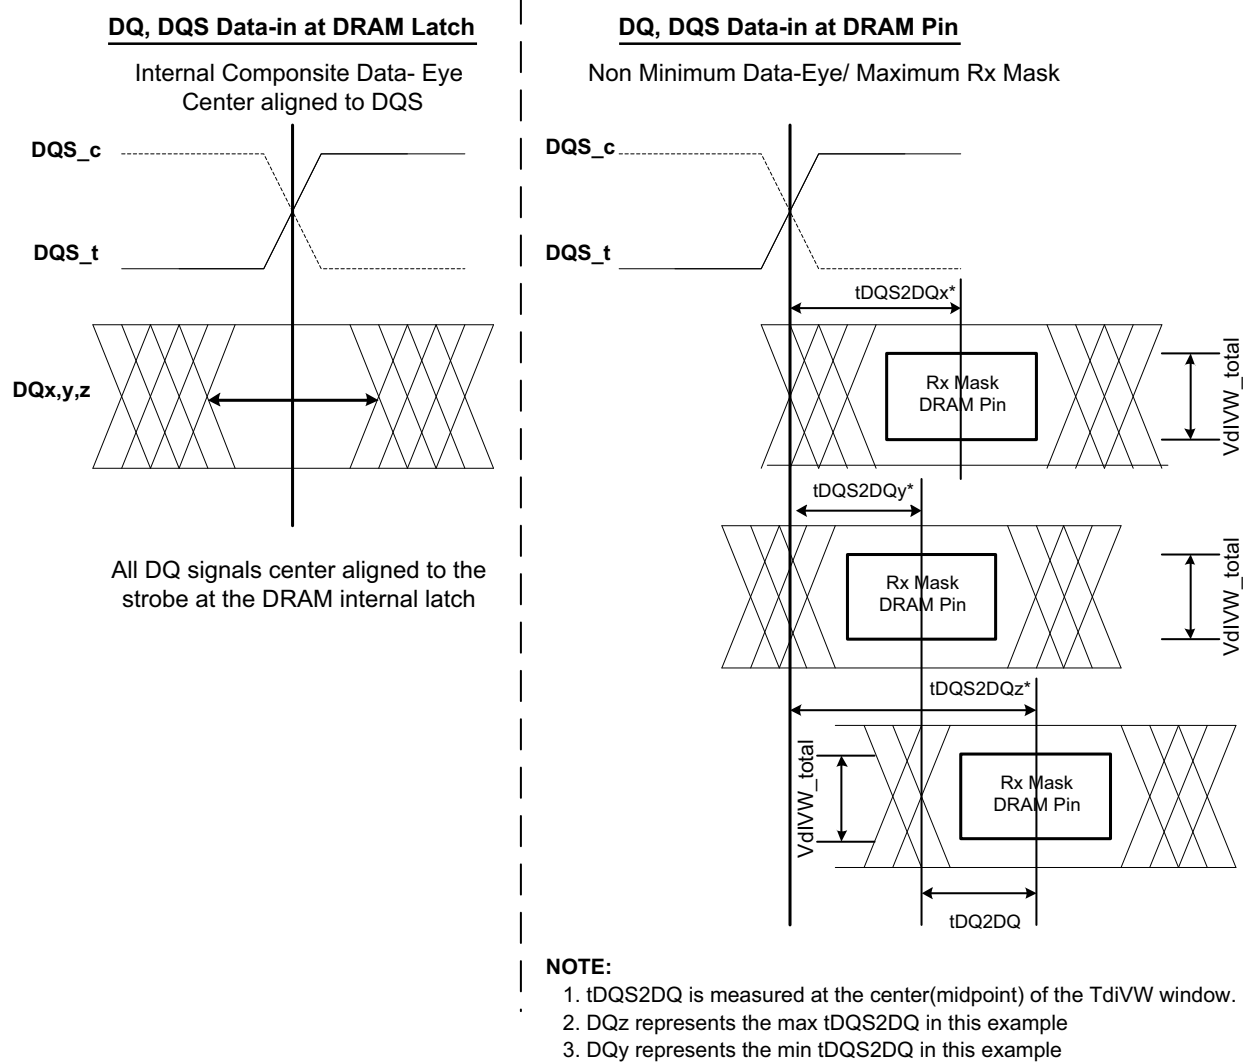 DQ, DQS Data-in at DRAM Latch
Internal Componsite Data- Eye
Center aligned to DQS
DQS_c
DQS_t
DQx,y,z
All DQ signals center aligned to the
strobe at the DRAM internal latch
DQ, DQS Data-in at DRAM Pin
Non Minimum Data-Eye/ Maximum Rx Mask
DQS_c
DQS_t
tDQS2DQx*
Rx Mask
DRAM Pin
VdIVW_total
tDQS2DQy*
Rx Mask
DRAM Pin
VdIVW_total
tDQS2DQz*
VdIVW_total
Rx Mask
DRAM Pin
tDQ2DQ
NOTE:
1. tDQS2DQ is measured at the center(midpoint) of the TdiVW window.
2. DQz represents the max tDQS2DQ in this example
3. DQy represents the min tDQS2DQ in this example